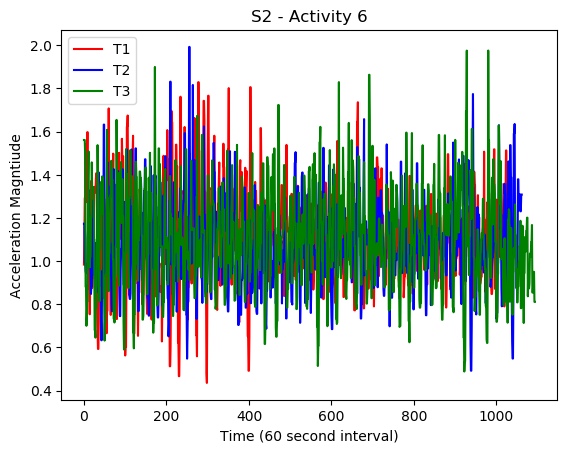 S2 - Activity 6
T1
T2
T3
Acceleration Magntiude
2.0
1.8
1.6
1.4
1.2
1.0
0.8
0.6
0.4
0
200
400
600
800
1000
Time (60 second interval)